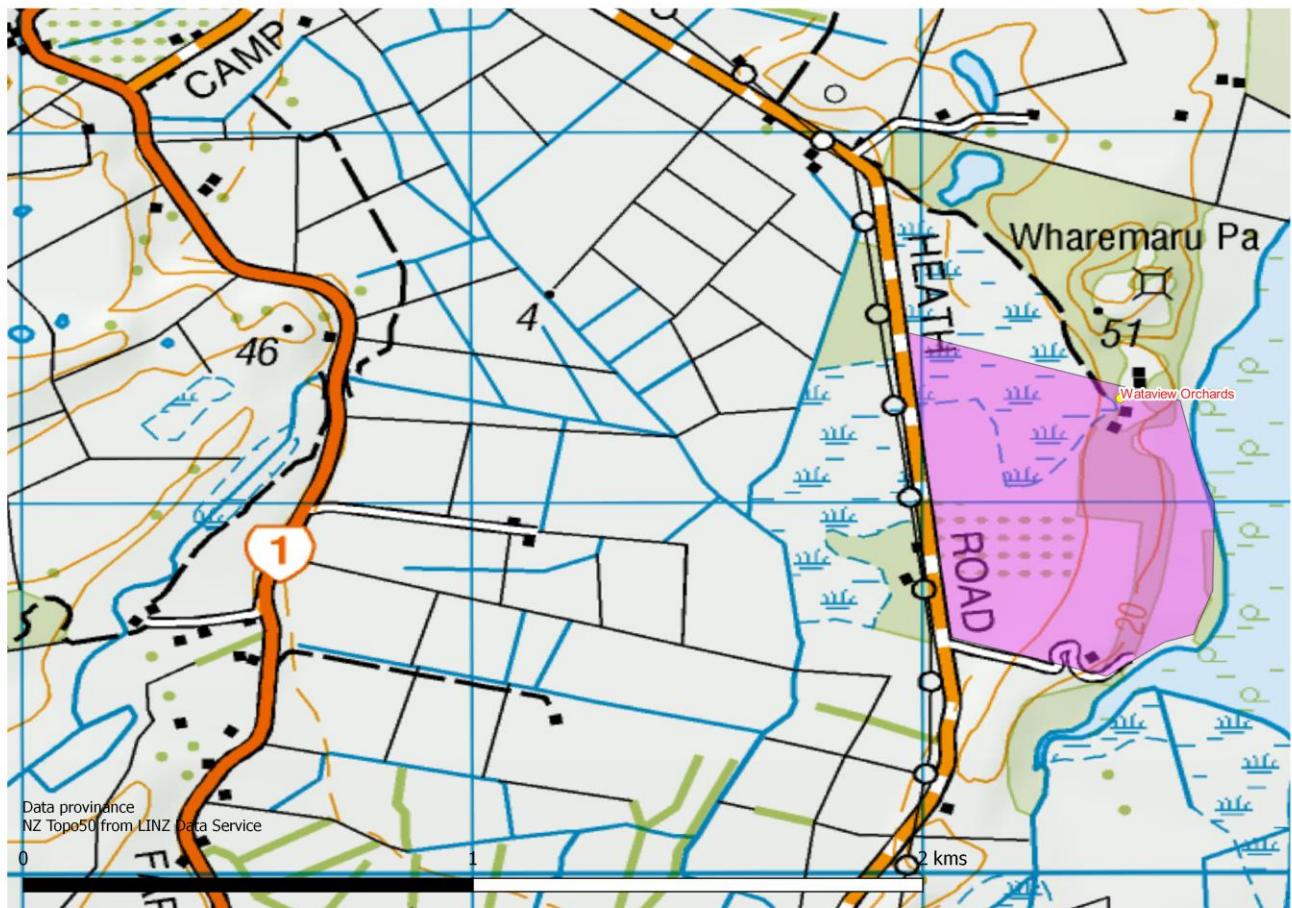 CAMP
Wharemaru Pa
HEATH
4
51
46
Wataview Orchards
1
ROAD
20
Data provinance
NZ Topo50 from LINZ Data Service
0
1
2 kms